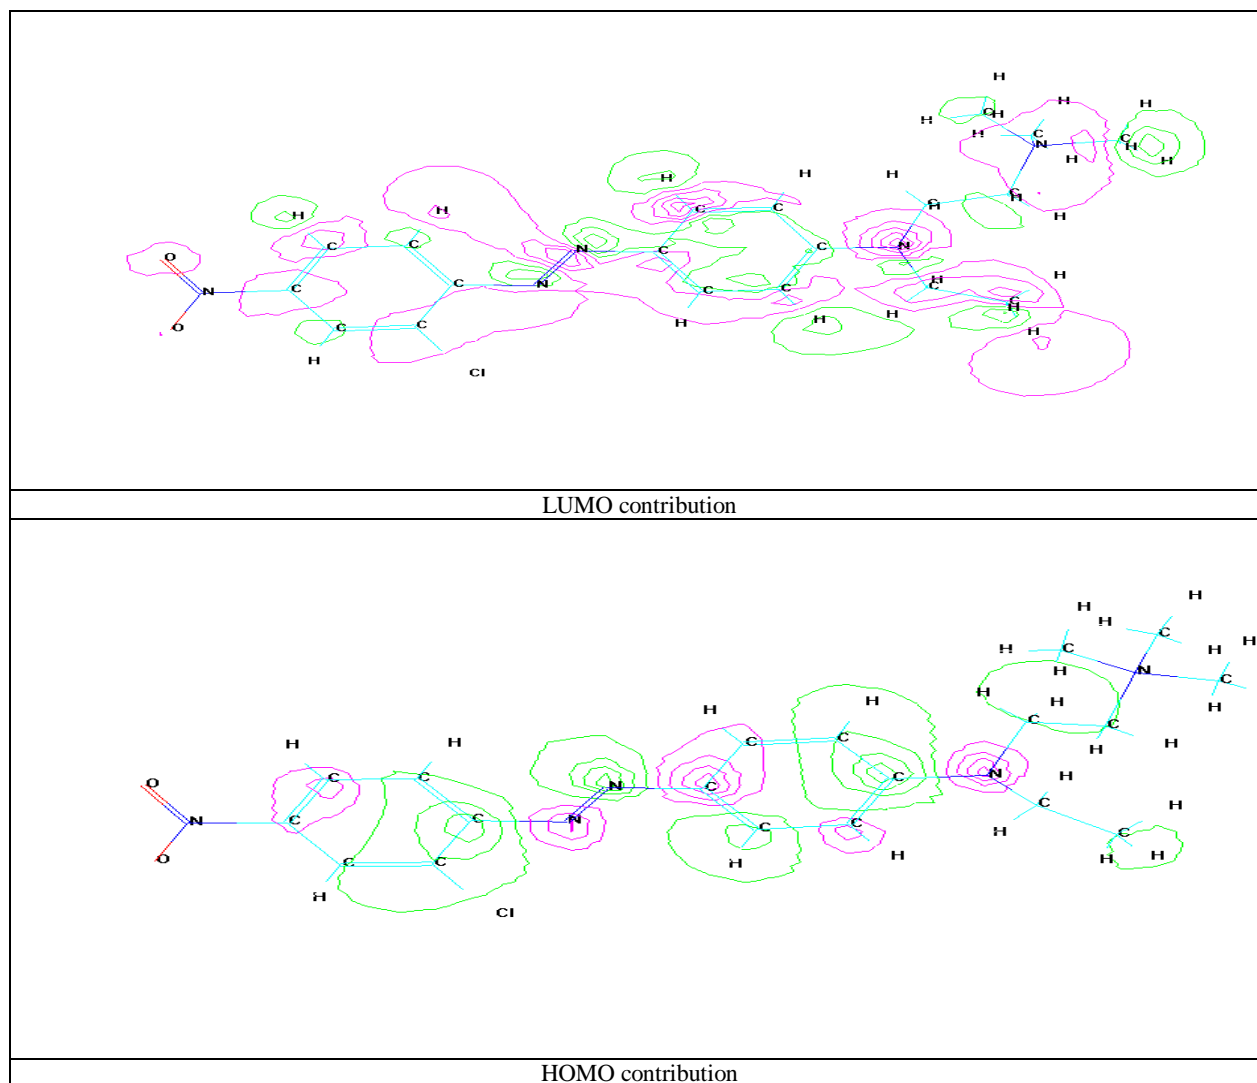 H
H H
H C H
H C C
N H
H H
H H
H
C H
C H
H C C
H H
C C N C C N
O
H H
C N
N C C C C
C H
H
H H
O C C H
H
Cl
LUMO contribution
H
H
H C
H C H H
N
H C
H C
H H H
H C C H
H H C C H
C C N
O N C C H
C H
N C N C C C
H C
O C C H H H H
H
Cl
HOMO contribution